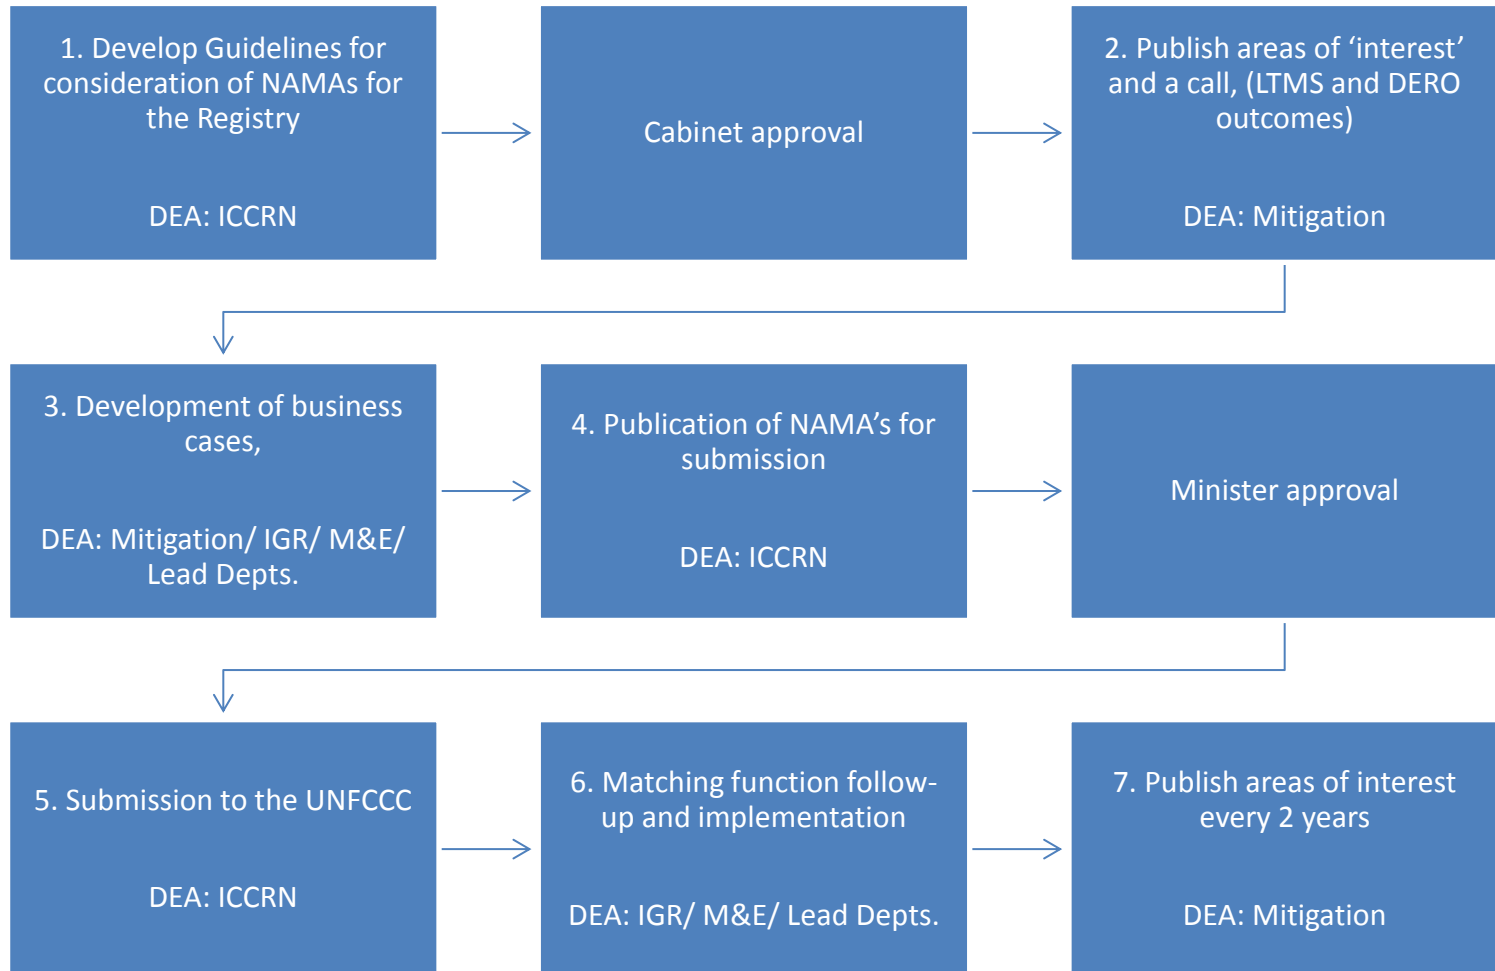 1. Develop Guidelines for
consideration of NAMAs for
the Registry
DEA: ICCRN
Cabinet approval
2. Publish areas of ‘interest’
and a call, (LTMS and DERO
outcomes)
DEA: Mitigation
3. Development of business
cases,
DEA: Mitigation/ IGR/ M&E/
Lead Depts.
4. Publication of NAMA’s for
submission
DEA: ICCRN
Minister approval
5. Submission to the UNFCCC
DEA: ICCRN
6. Matching function follow-
up and implementation
DEA: IGR/ M&E/ Lead Depts.
7. Publish areas of interest
every 2 years
DEA: Mitigation